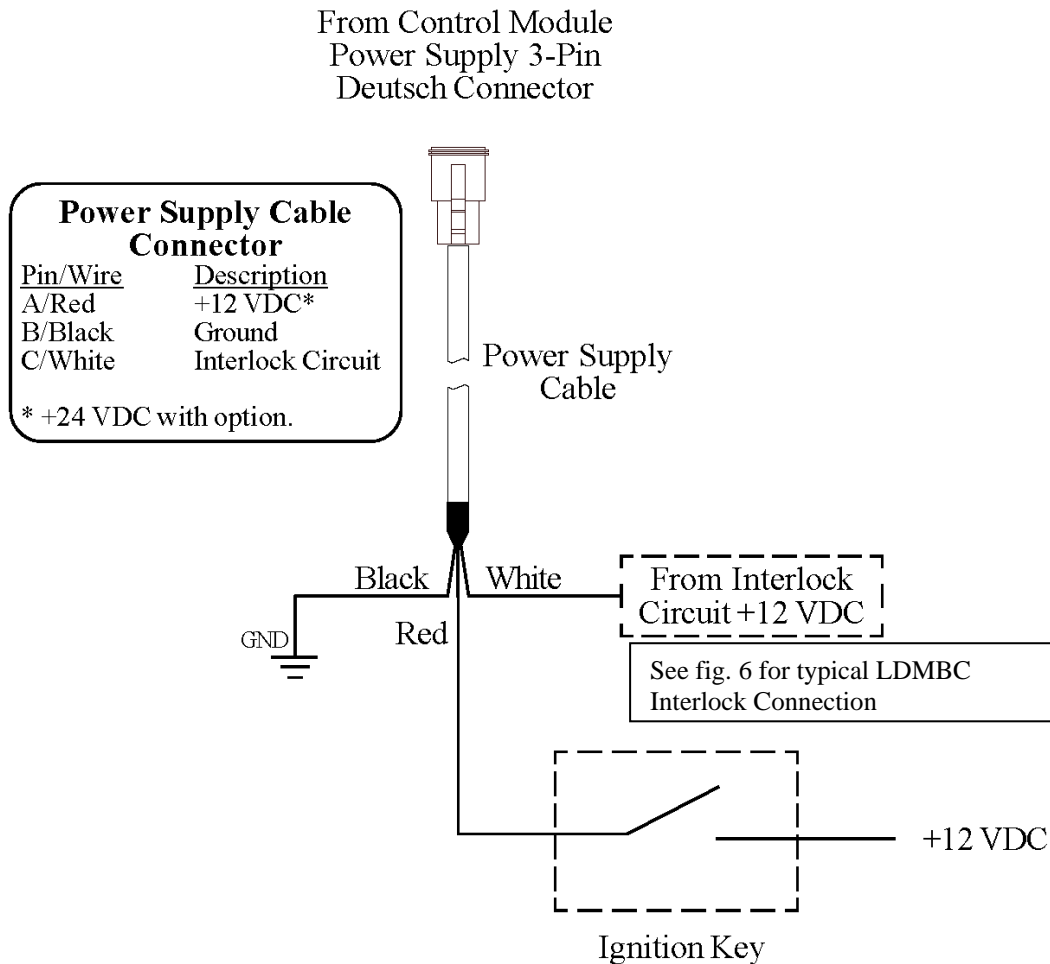 From Control Module
Power Supply 3-Pin
Deutsch Connector
Power Supply Cable
Connector
Pin/Wire Description
A/Red +12 VDC*
B/Black Ground
C/White Interlock Circuit
* +24 VDC with option.
Power Supply
Cable
Black
White
Red
GND
From Interlock
Circuit +12 VDC
See fig. 6 for typical LDMBC
Interlock Connection
+12 VDC
Ignition Key